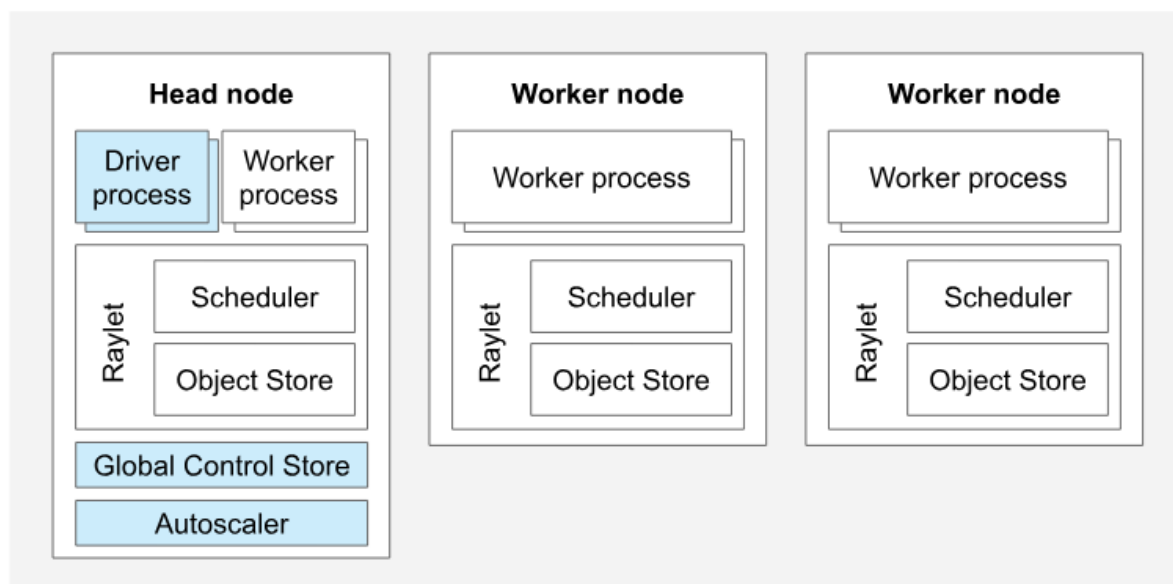 Head node
Driver
process
Worker
process
Raylet
Scheduler
Object Store
Global Control Store
Autoscaler
Worker node
Worker process
Raylet
Scheduler
Object Store
Worker node
Worker process
Raylet
Scheduler
Object Store